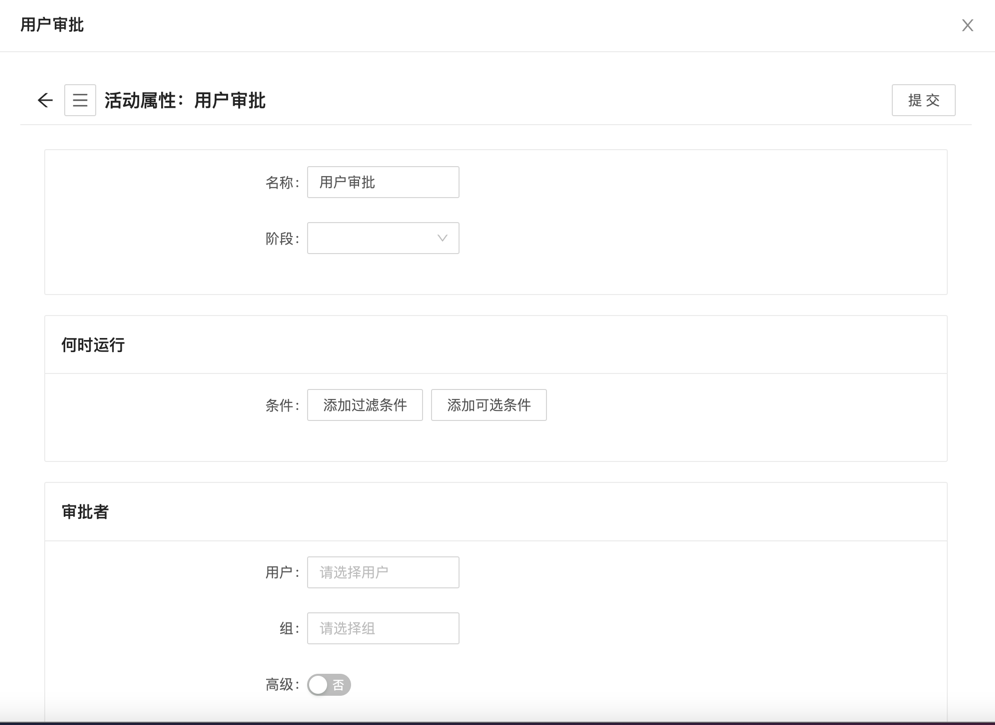 用户审批
活动属性：用户审批
提 交
名称：
用户审批
阶段：
何时运行
条件：
添加过滤条件
添加可选条件
审批者
用户：
请选择用户
组：
请选择组
高级：
否